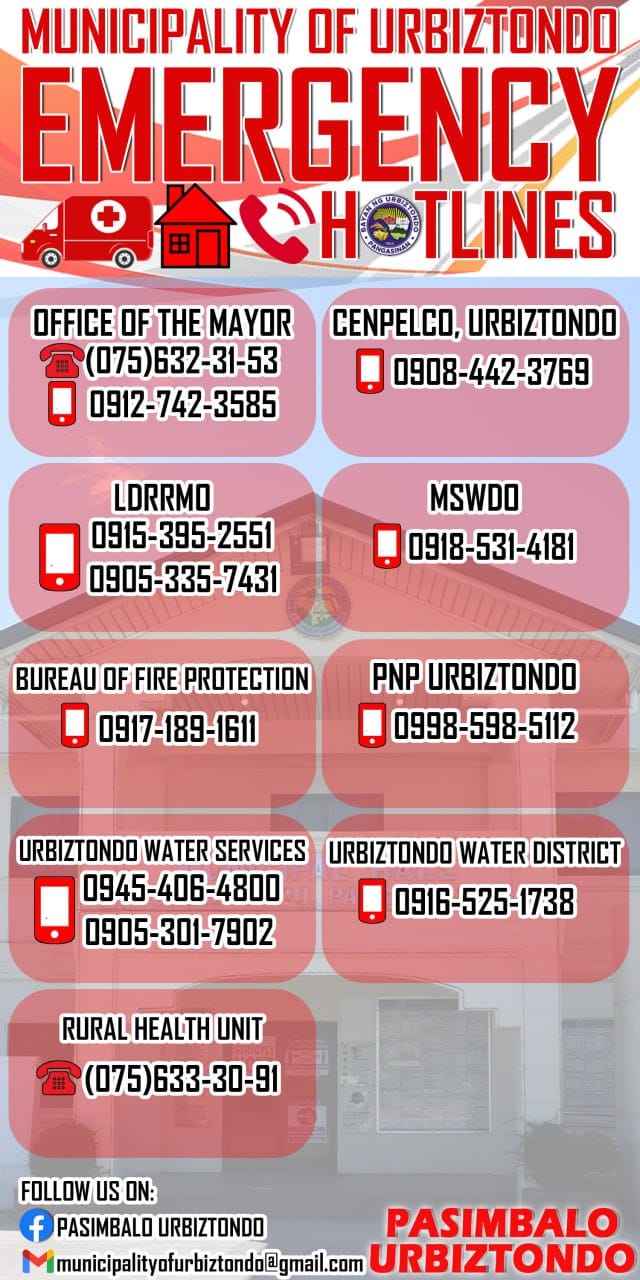 MUNICIPALITY OF URBIZTONDO
EMERGENCY
HOTLINES
BAYAN NG URBIZTONDO
PANGASINAN
OFFICE OF THE MAYOR
(075)632-31-53
0912-742-3585
CENPELCO, URBIZTONDO
0908-442-3769
LDRRMO
0915-395-2551
0905-335-7431
MSWDO
0918-531-4181
BUREAU OF FIRE PROTECTION
0917-189-1611
PNP URBIZTONDO
0998-598-5112
URBIZTONDO WATER SERVICES
0945-406-4800
0905-301-7902
URBIZTONDO WATER DISTRICT
0916-525-1738
RURAL HEALTH UNIT
(075)633-30-91
FOLLOW US ON:
PASIMBALO URBIZTONDO
municipalityofurbiztondo@gmail.com
PASIMBALO
URBIZTONDO